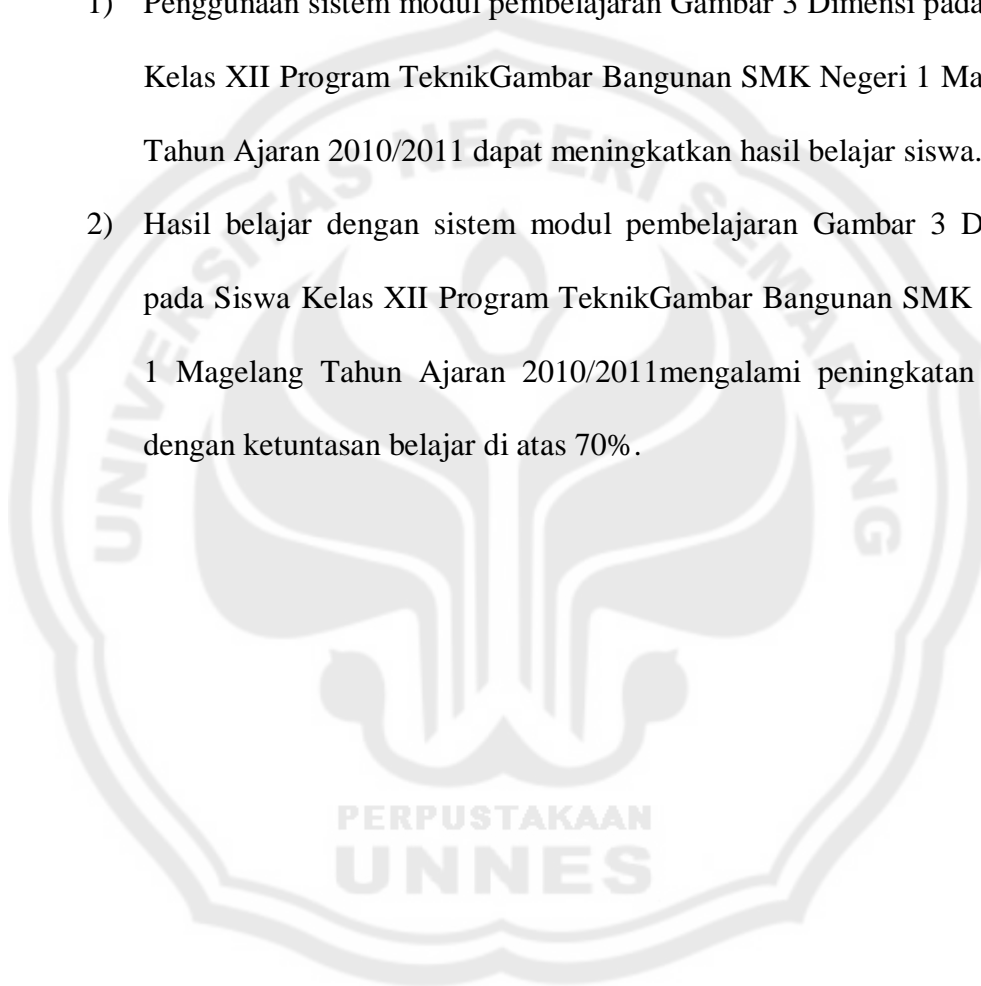 1) Penggunaan sistem modul pembelajaran Gambar 3 Dimensi pada
Kelas XII Program TeknikGambar Bangunan SMK Negeri 1 Ma
Tahun Ajaran 2010/2011 dapat meningkatkan hasil belajar siswa.
2) Hasil belajar dengan sistem modul pembelajaran Gambar 3 D
pada Siswa Kelas XII Program TeknikGambar Bangunan SMK
1 Magelang Tahun Ajaran 2010/2011mengalami peningkatan
dengan ketuntasan belajar di atas 70%.
UNIVERSITAS NEGERI SEMARANG
PERPUSTAKAAN
UNNES